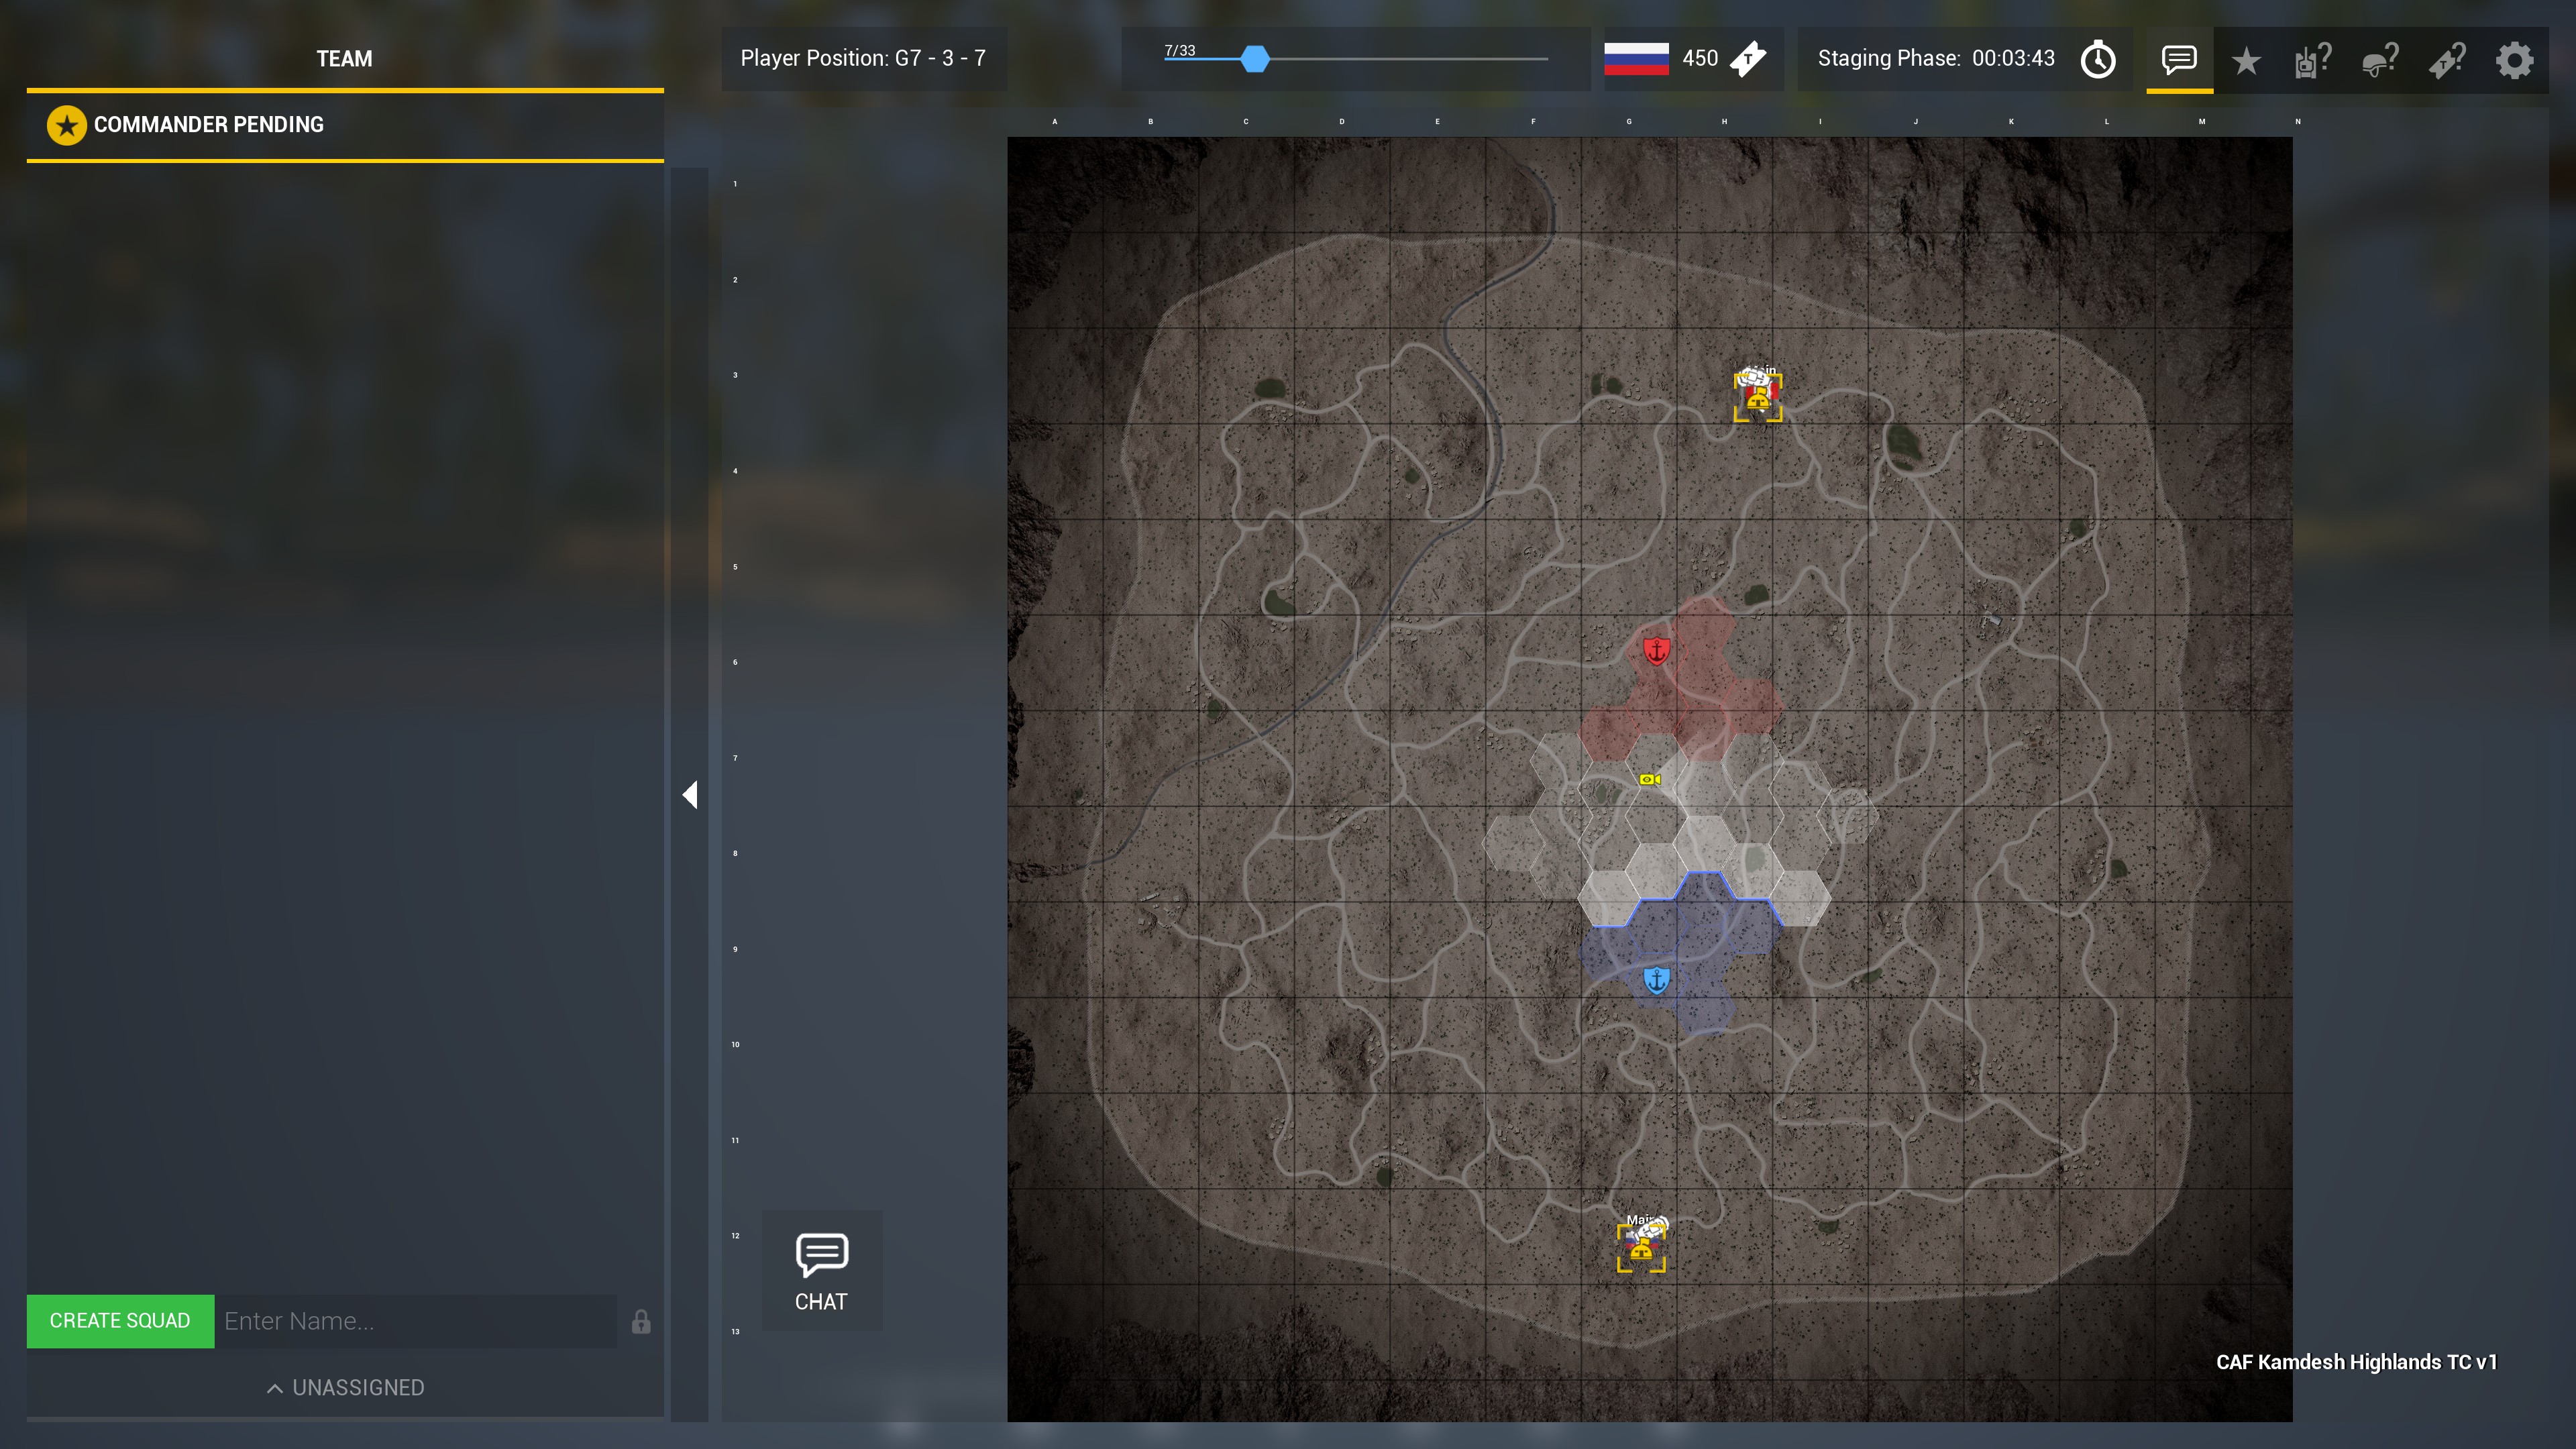 TEAM
COMMANDER PENDING
Player Position: G7 - 3 - 7
7/33
450
T
Staging Phase: 00:03:43
A B C D E F G H I J K L M N
1
2
3
4
5
6
7
8
9
10
11
12
13
CHAT
CREATE SQUAD
Enter Name...
UNASSIGNED
CAF Kamdesh Highlands TC v1